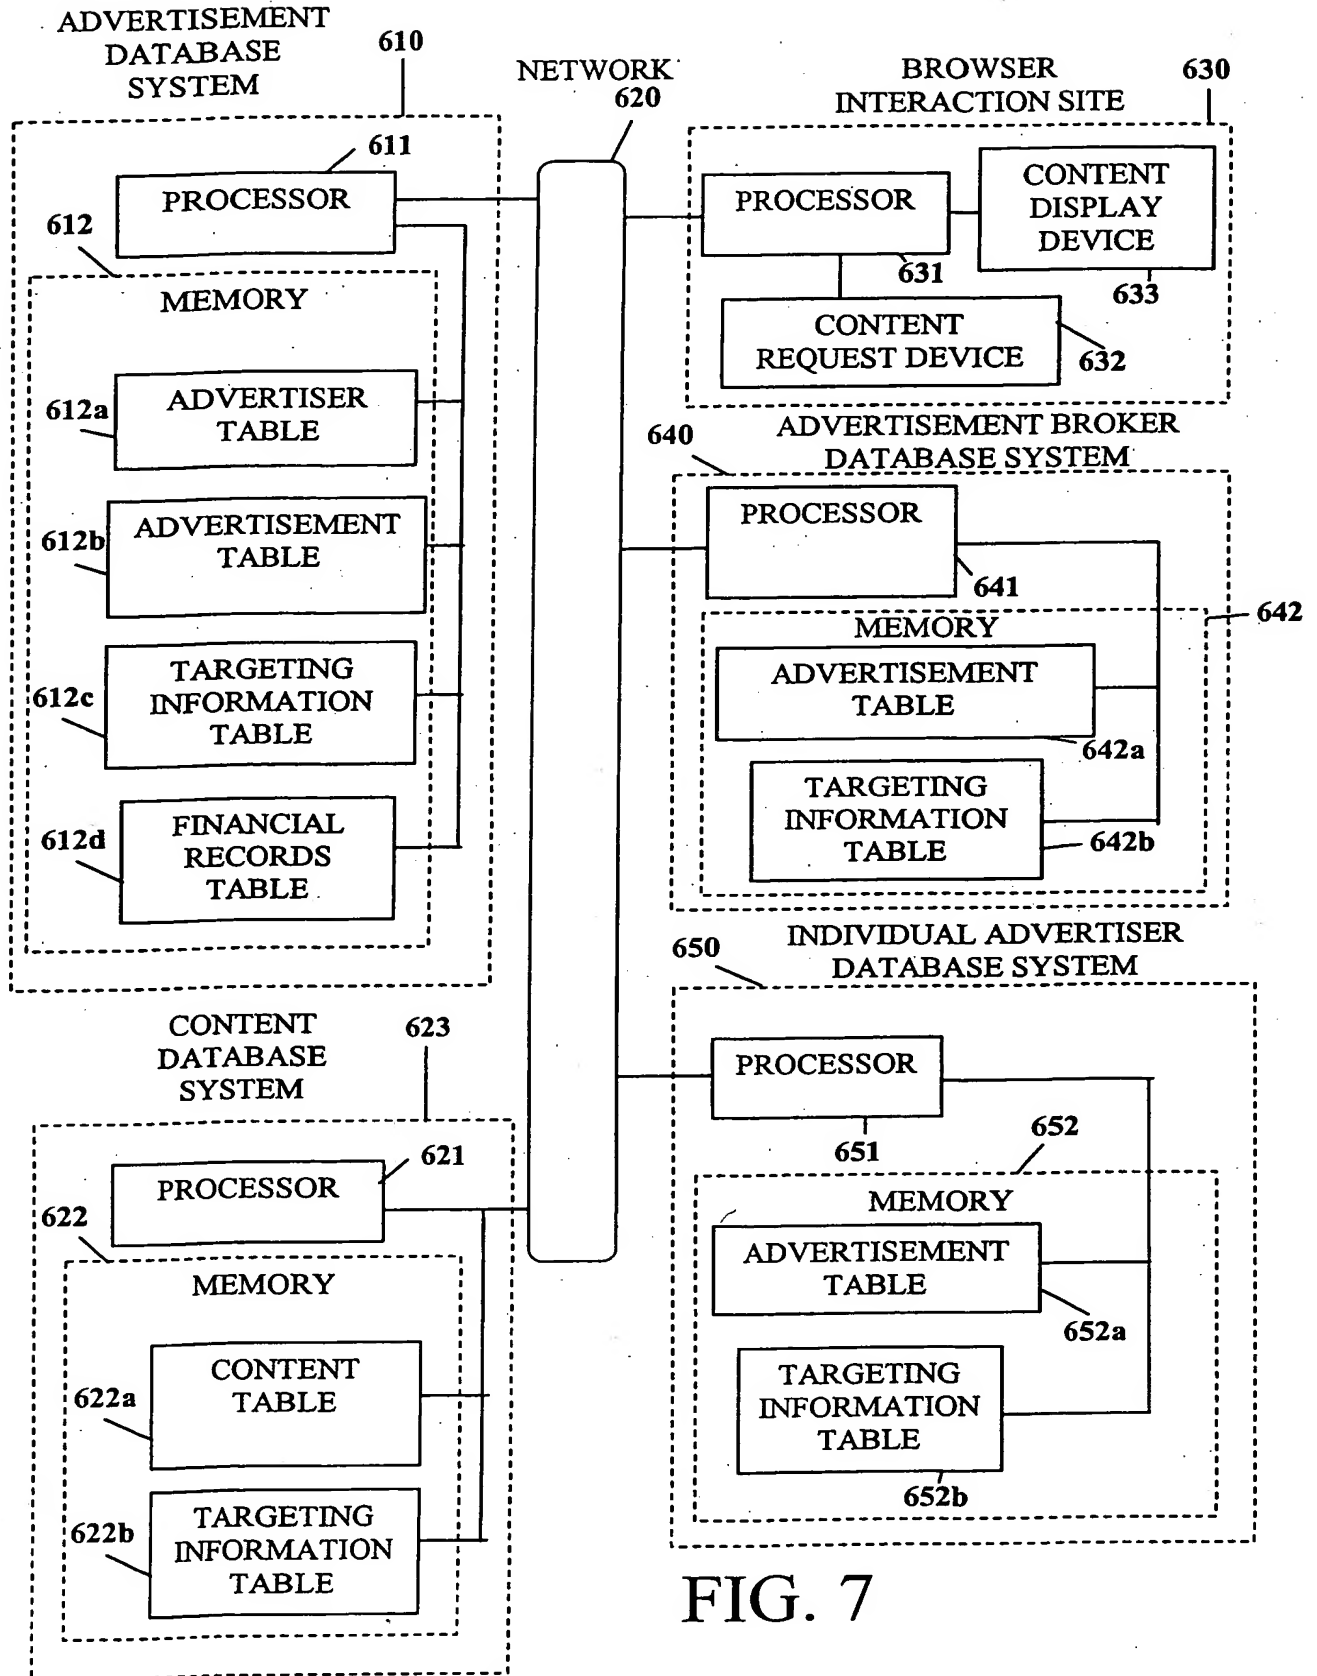 ADVERTISEMENT
DATABASE
SYSTEM
610
611
PROCESSOR
612
MEMORY
612a
ADVERTISER
TABLE
612b
ADVERTISEMENT
TABLE
612c
TARGETING
INFORMATION
TABLE
612d
FINANCIAL
RECORDS
TABLE
CONTENT
DATABASE
SYSTEM
623
621
PROCESSOR
622
MEMORY
622a
CONTENT
TABLE
622b
TARGETING
INFORMATION
TABLE
NETWORK
620
BROWSER
INTERACTION SITE
630
PROCESSOR
631
CONTENT
DISPLAY
DEVICE
633
CONTENT
REQUEST DEVICE
632
640
ADVERTISEMENT BROKER
DATABASE SYSTEM
PROCESSOR
641
642
MEMORY
ADVERTISEMENT
TABLE
642a
TARGETING
INFORMATION
TABLE
642b
650
INDIVIDUAL ADVERTISER
DATABASE SYSTEM
PROCESSOR
651
652
MEMORY
ADVERTISEMENT
TABLE
652a
TARGETING
INFORMATION
TABLE
652b
FIG. 7